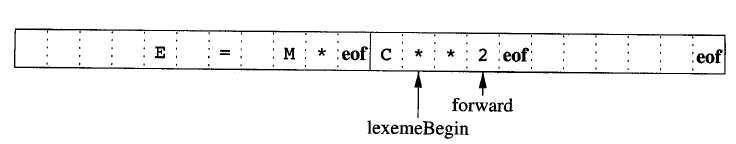 E = M * eof C * * 2 eof eof
forward
lexemeBegin